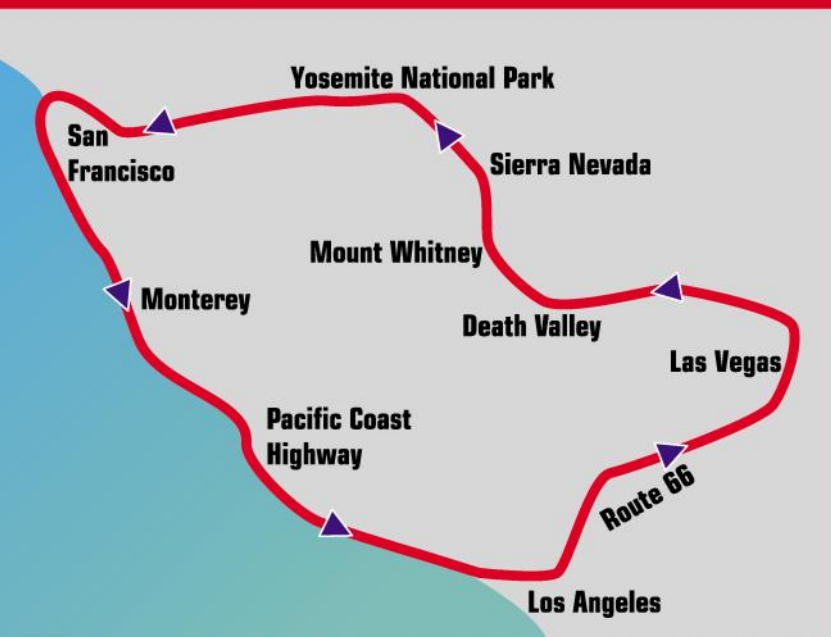 Yosemite National Park
San
Francisco
Sierra Nevada
Mount Whitney
Monterey
Death Valley
Las Vegas
Pacific Coast
Highway
Route 66
Los Angeles